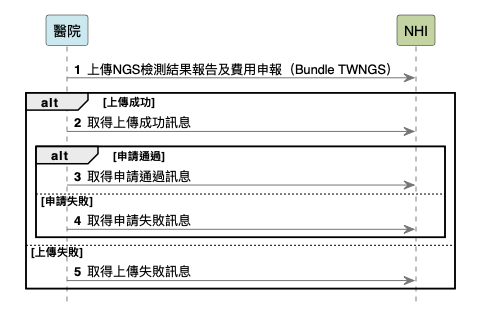 醫院
NHI
1 上傳NGS檢測結果報告及費用申報（Bundle TWNGS）
alt [上傳成功]
2 取得上傳成功訊息
alt [申請通過]
3 取得申請通過訊息
[申請失敗]
4 取得申請失敗訊息
[上傳失敗]
5 取得上傳失敗訊息